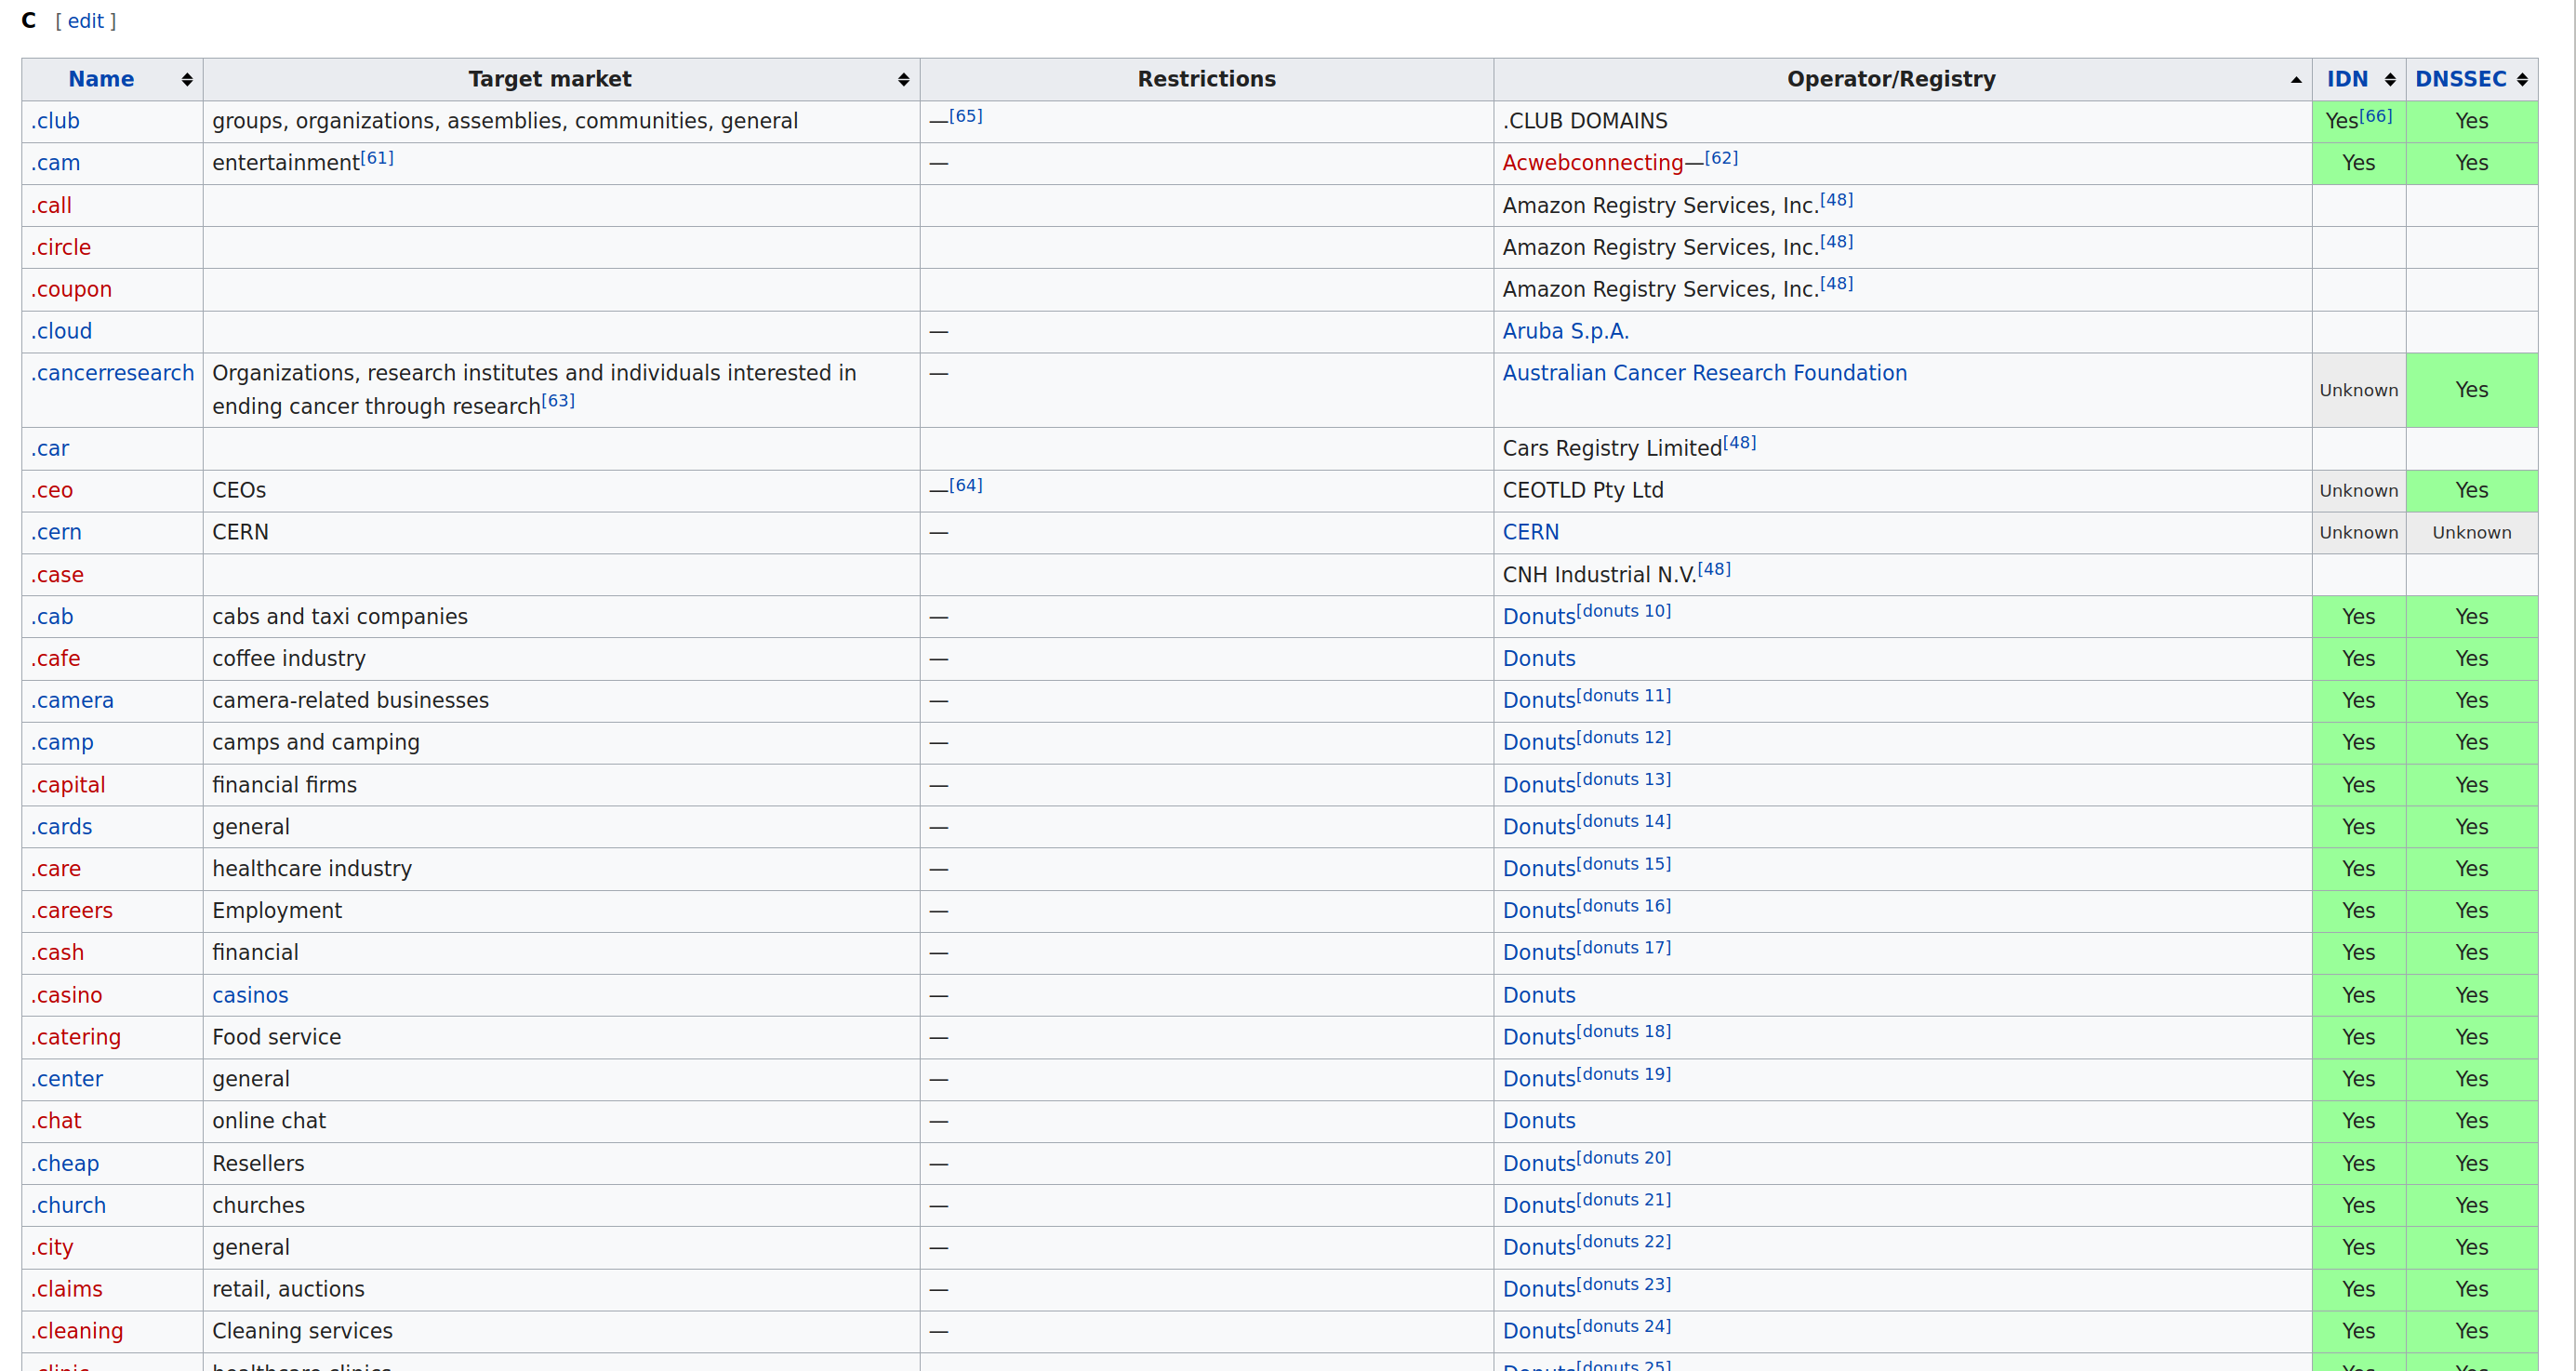 C [ edit ]
Name Target market Restrictions Operator/Registry IDN DNSSEC
.club groups, organizations, assemblies, communities, general —[65] .CLUB DOMAINS Yes[66] Yes
.cam entertainment[61] — Acwebconnecting—[62] Yes Yes
.call Amazon Registry Services, Inc.[48]
.circle Amazon Registry Services, Inc.[48]
.coupon Amazon Registry Services, Inc.[48]
.cloud — Aruba S.p.A.
.cancerresearch Organizations, research institutes and individuals interested in — Australian Cancer Research Foundation Unknown Yes
ending cancer through research[63]
.car Cars Registry Limited[48]
.ceo CEOs —[64] CEOTLD Pty Ltd Unknown Yes
.cern CERN — CERN Unknown Unknown
.case CNH Industrial N.V.[48]
.cab cabs and taxi companies — Donuts[donuts 10] Yes Yes
.cafe coffee industry — Donuts Yes Yes
.camera camera-related businesses — Donuts[donuts 11] Yes Yes
.camp camps and camping — Donuts[donuts 12] Yes Yes
.capital financial firms — Donuts[donuts 13] Yes Yes
.cards general — Donuts[donuts 14] Yes Yes
.care healthcare industry — Donuts[donuts 15] Yes Yes
.careers Employment — Donuts[donuts 16] Yes Yes
.cash financial — Donuts[donuts 17] Yes Yes
.casino casinos — Donuts Yes Yes
.catering Food service — Donuts[donuts 18] Yes Yes
.center general — Donuts[donuts 19] Yes Yes
.chat online chat — Donuts Yes Yes
.cheap Resellers — Donuts[donuts 20] Yes Yes
.church churches — Donuts[donuts 21] Yes Yes
.city general — Donuts[donuts 22] Yes Yes
.claims retail, auctions — Donuts[donuts 23] Yes Yes
.cleaning Cleaning services — Donuts[donuts 24] Yes Yes
.clinic healthcare clinics Donuts[donuts 25] Yes Yes